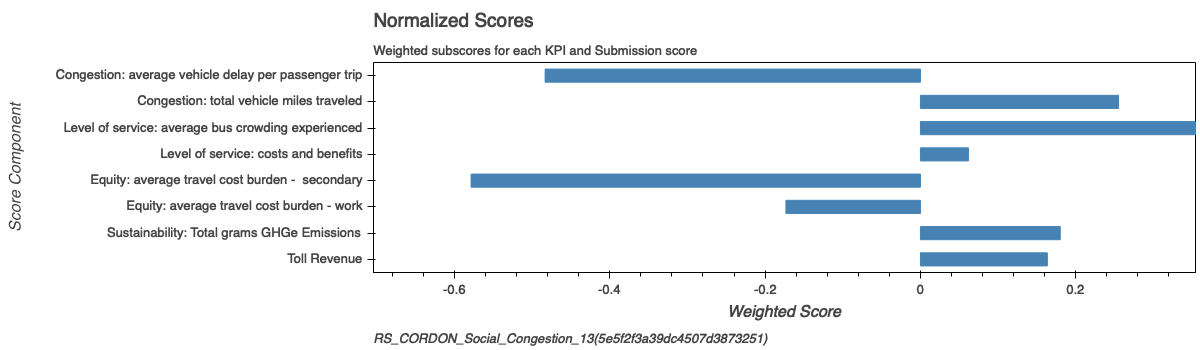 Normalized Scores
Weighted subscores for each KPI and Submission score
Score Component
Congestion: average vehicle delay per passenger trip
Congestion: total vehicle miles traveled
Level of service: average bus crowding experienced
Level of service: costs and benefits
Equity: average travel cost burden -  secondary
Equity: average travel cost burden - work
Sustainability: Total grams GHGe Emissions
Toll Revenue
-0.6 -0.4 -0.2 0 0.2
Weighted Score
RS_CORDON_Social_Congestion_13(5e5f2f3a39dc4507d3873251)